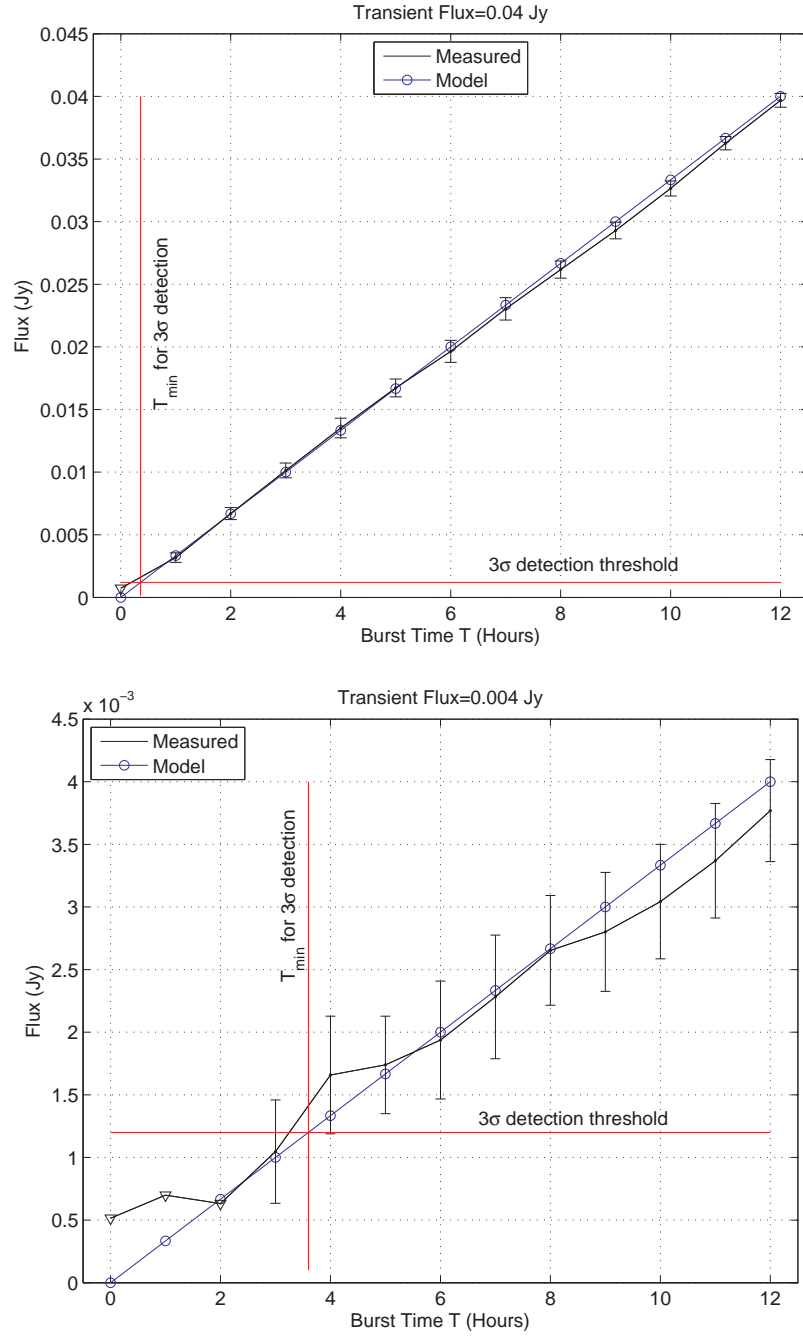 Transient Flux=0.04 Jy
0.045
0.04
0.035
0.03
0.025
0.02
0.015
0.01
0.005
0
Flux (Jy)
Measured
Model
T_min for 3σ detection
3σ detection threshold
0 2 4 6 8 10 12
Burst Time T (Hours)
x 10⁻³
Transient Flux=0.004 Jy
4.5
4
3.5
3
2.5
2
1.5
1
0.5
0
Flux (Jy)
Measured
Model
T_min for 3σ detection
3σ detection threshold
0 2 4 6 8 10 12
Burst Time T (Hours)